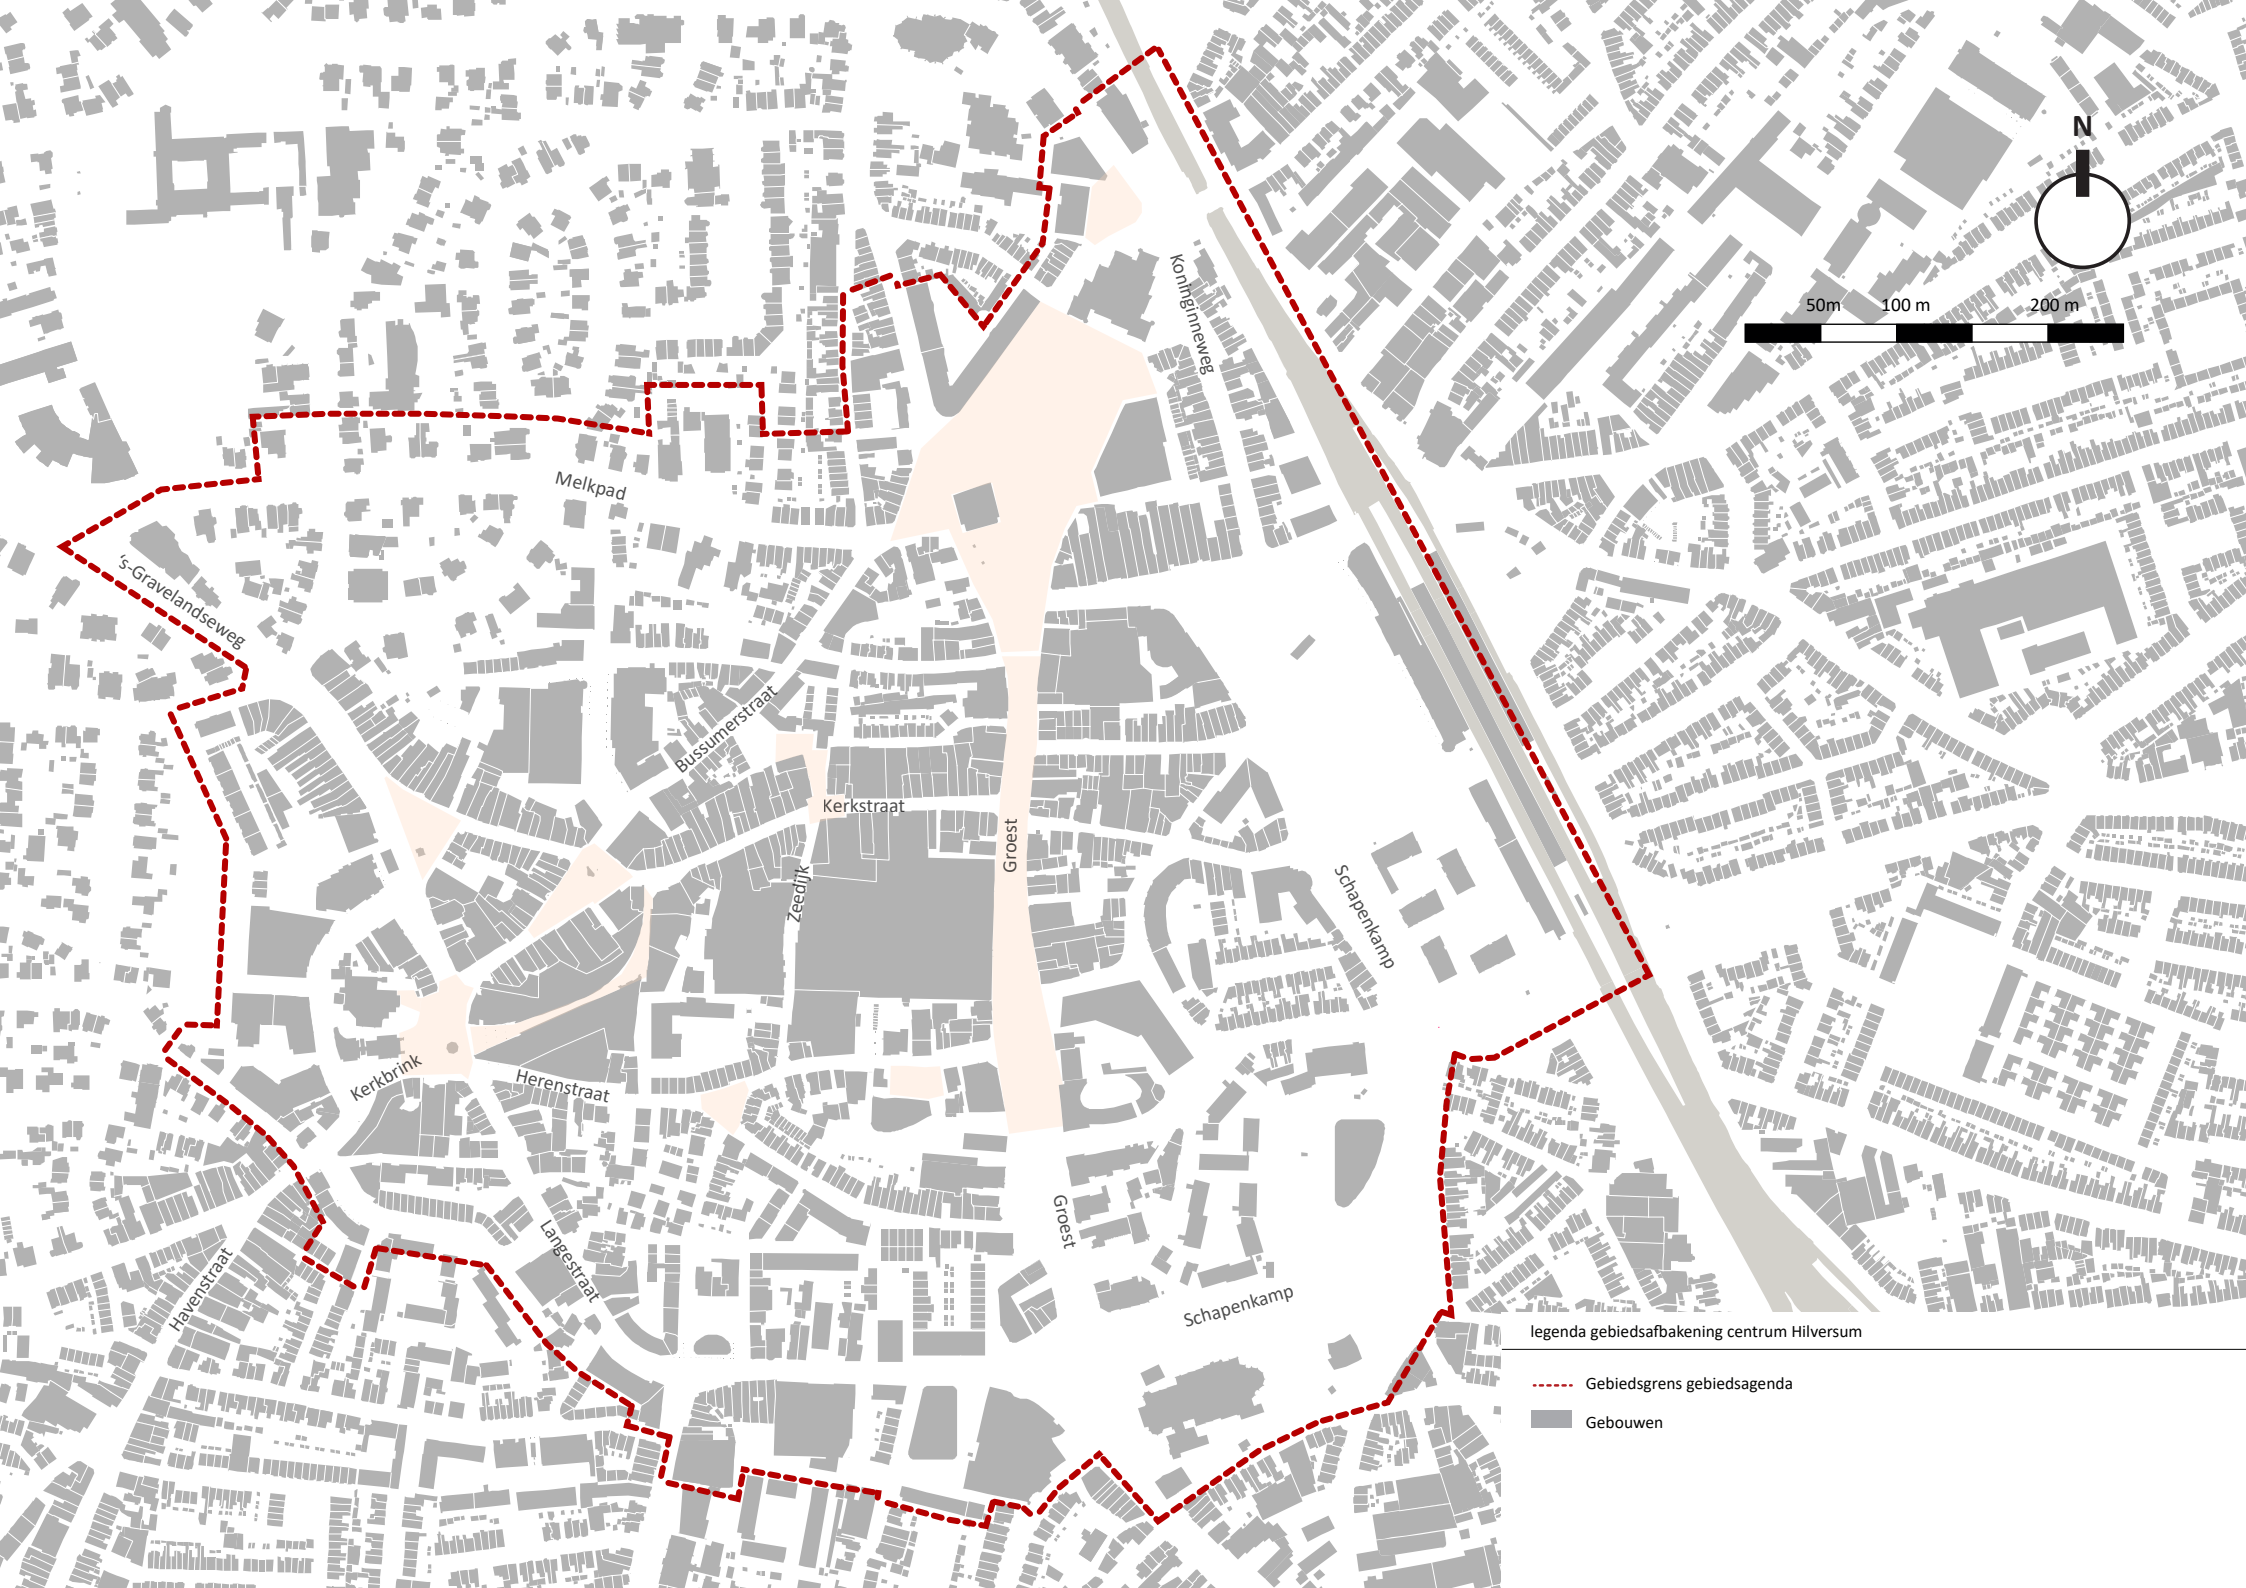 N
50m 100 m 200 m
Koninginneweg
Melkpad
's-Gravelandseweg
Bussumerstraat
Kerkstraat
Groest
Zeedijk
Schapenkamp
Kerkbrink
Herenstraat
Groest
Langestraat
Havenstraat
Schapenkamp
legenda gebiedsafbakening centrum Hilversum
Gebiedsgrens gebiedsagenda
Gebouwen